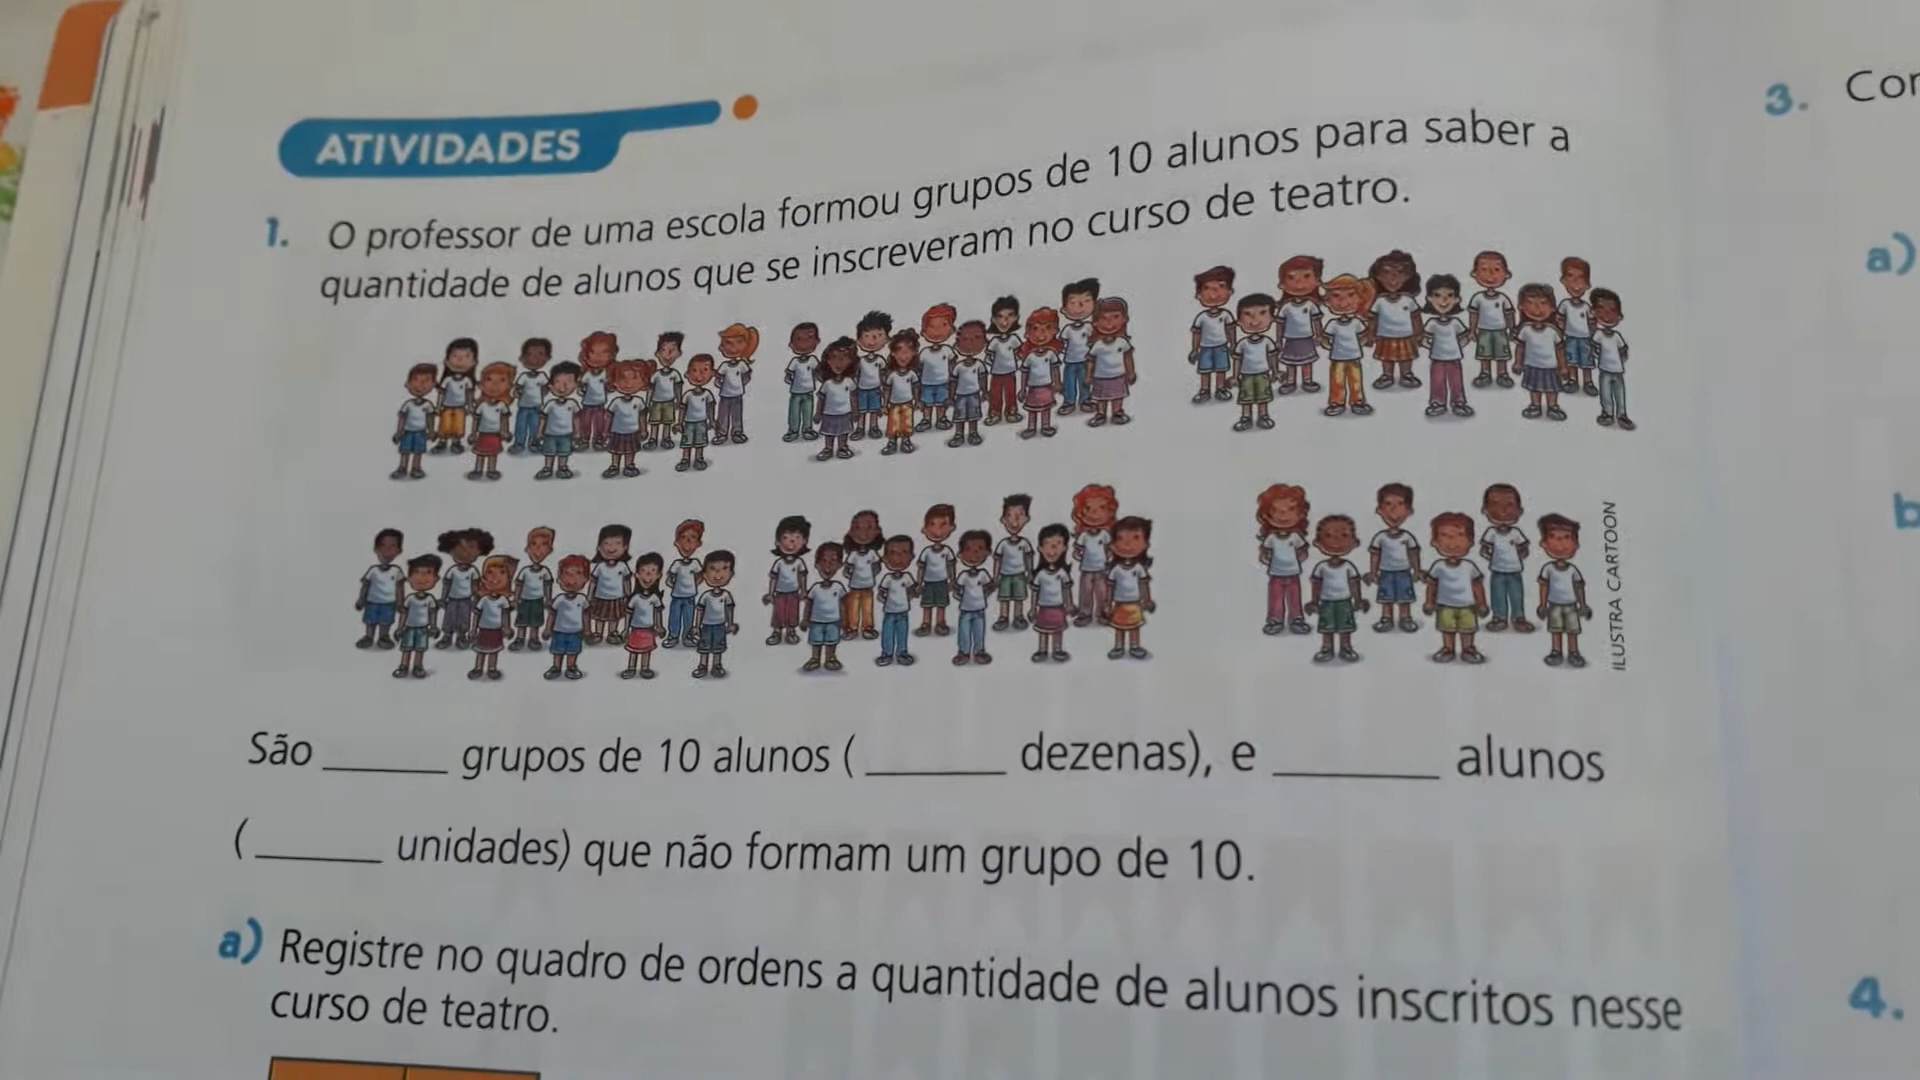 ATIVIDADES
1. O professor de uma escola formou grupos de 10 alunos para saber a
quantidade de alunos que se inscreveram no curso de teatro.
ILUSTRA CARTOON
São ______ grupos de 10 alunos ( ______ dezenas), e ______ alunos
( ______ unidades) que não formam um grupo de 10.
a) Registre no quadro de ordens a quantidade de alunos inscritos nesse
curso de teatro.
3.
a)
b
4.